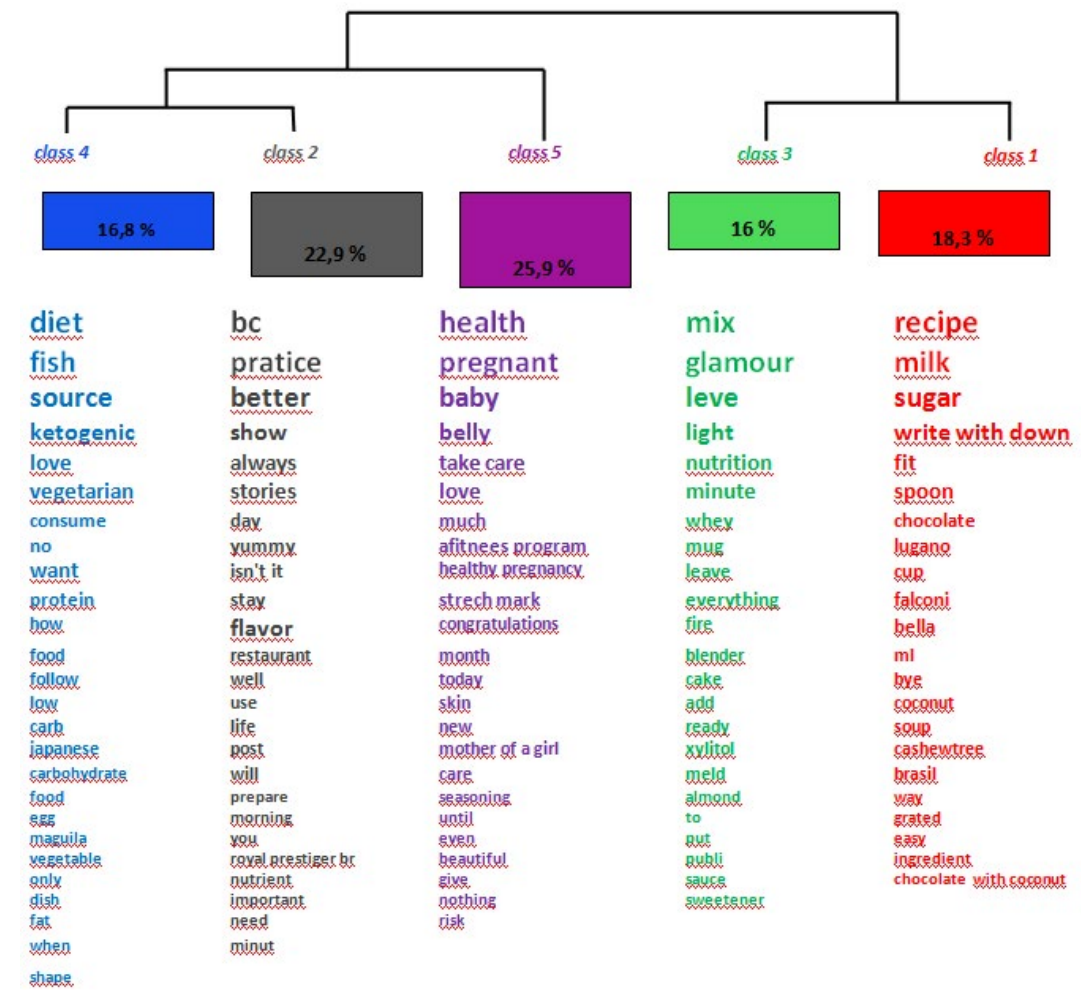 class 4
class 2
class 5
class 3
class 1
16,8 %
22,9 %
25,9 %
16 %
18,3 %
diet
fish
source
ketogenic
love
vegetarian
consume
no
want
protein
how
food
follow
low
carb
japanese
carbohydrate
food
egg
maguila
vegetable
only
dish
fat
when
shape
bc
pratice
better
show
always
stories
day
yummy
isn't it
stay
flavor
restaurant
well
use
life
post
will
prepare
morning
you
royal prestiger br
nutrient
important
need
minut
health
pregnant
baby
belly
take care
love
much
afitnees program
healthy pregnancy
strech mark
congratulations
month
today
skin
new
mother of a girl
care
seasoning
until
even
beautiful
give
nothing
risk
mix
glamour
leve
light
nutrition
minute
whey
mug
leave
everything
fire
blender
cake
add
ready
xylitol
meld
almond
to
put
publi
sauce
sweetener
recipe
milk
sugar
write with down
fit
spoon
chocolate
lugano
cup
falconi
bella
ml
bye
coconut
soup
cashewtree
brasil
way
grated
easy
ingredient
chocolate with coconut